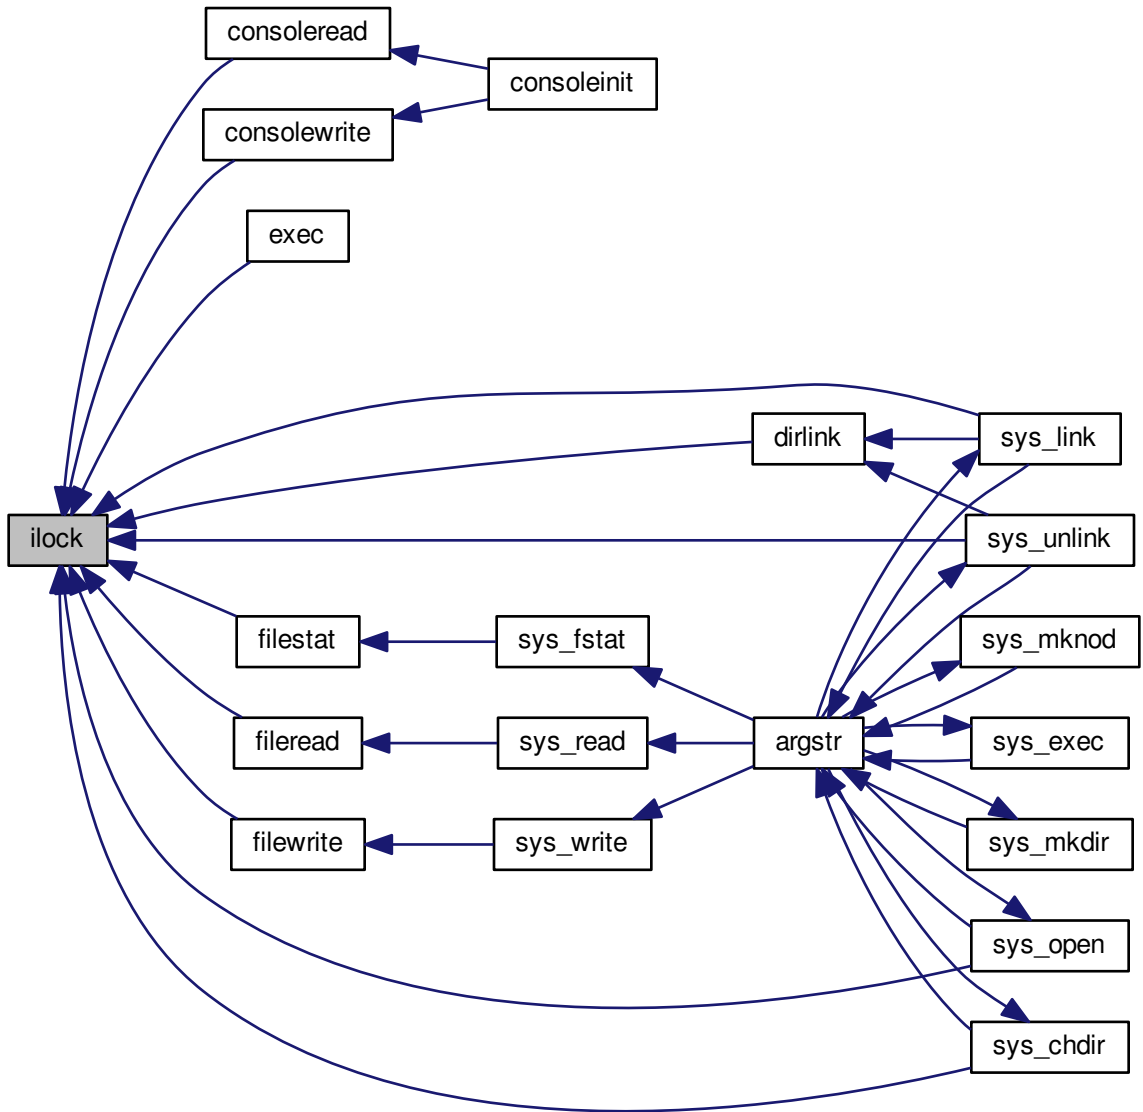 consoleread
consoleinit
consolewrite
exec
dirlink
sys_link
ilock
sys_unlink
filestat
sys_fstat
sys_mknod
fileread
sys_read
argstr
sys_exec
filewrite
sys_write
sys_mkdir
sys_open
sys_chdir